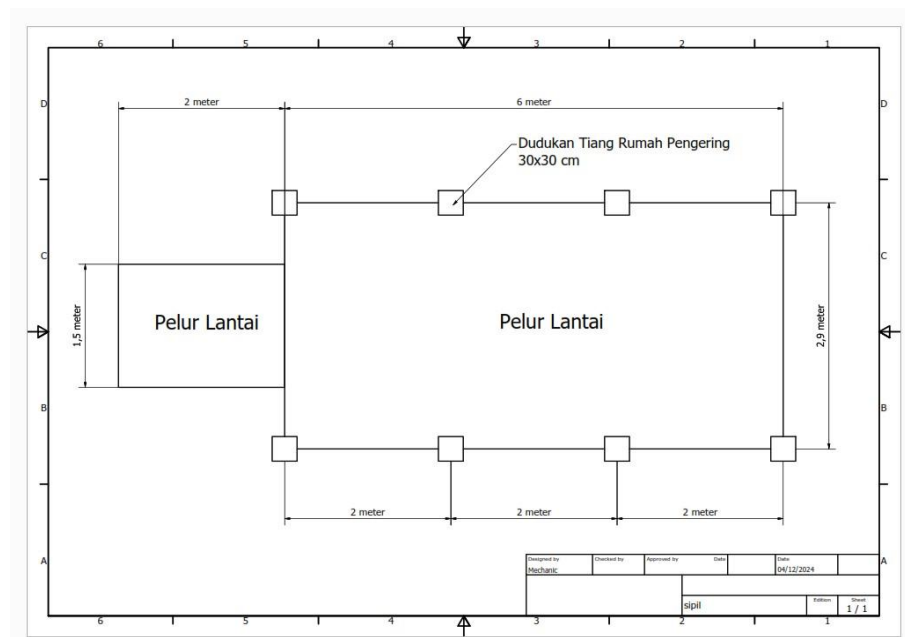 6 5 4 3 2 1
D D
2 meter 6 meter
Dudukan Tiang Rumah Pengering
30x30 cm
C C
Pelur Lantai Pelur Lantai
1,5 meter 2,9 meter
B B
2 meter 2 meter 2 meter
A A
Designed by Checked by Approved by Date Date
Mechanic 04/12/2024
sipil Edition Sheet
1 / 1
6 5 4 3 2 1